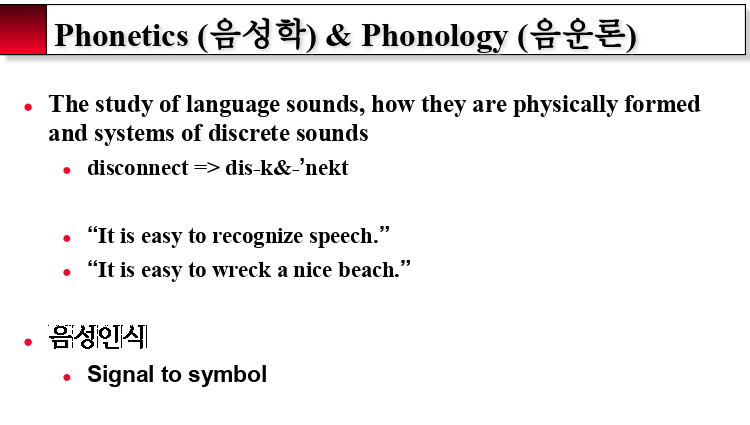 Phonetics (음성학) & Phonology (음운론)
The study of language sounds, how they are physically formed
and systems of discrete sounds
disconnect => dis-k&-’nekt
“It is easy to recognize speech.”
“It is easy to wreck a nice beach.”
음성인식
Signal to symbol